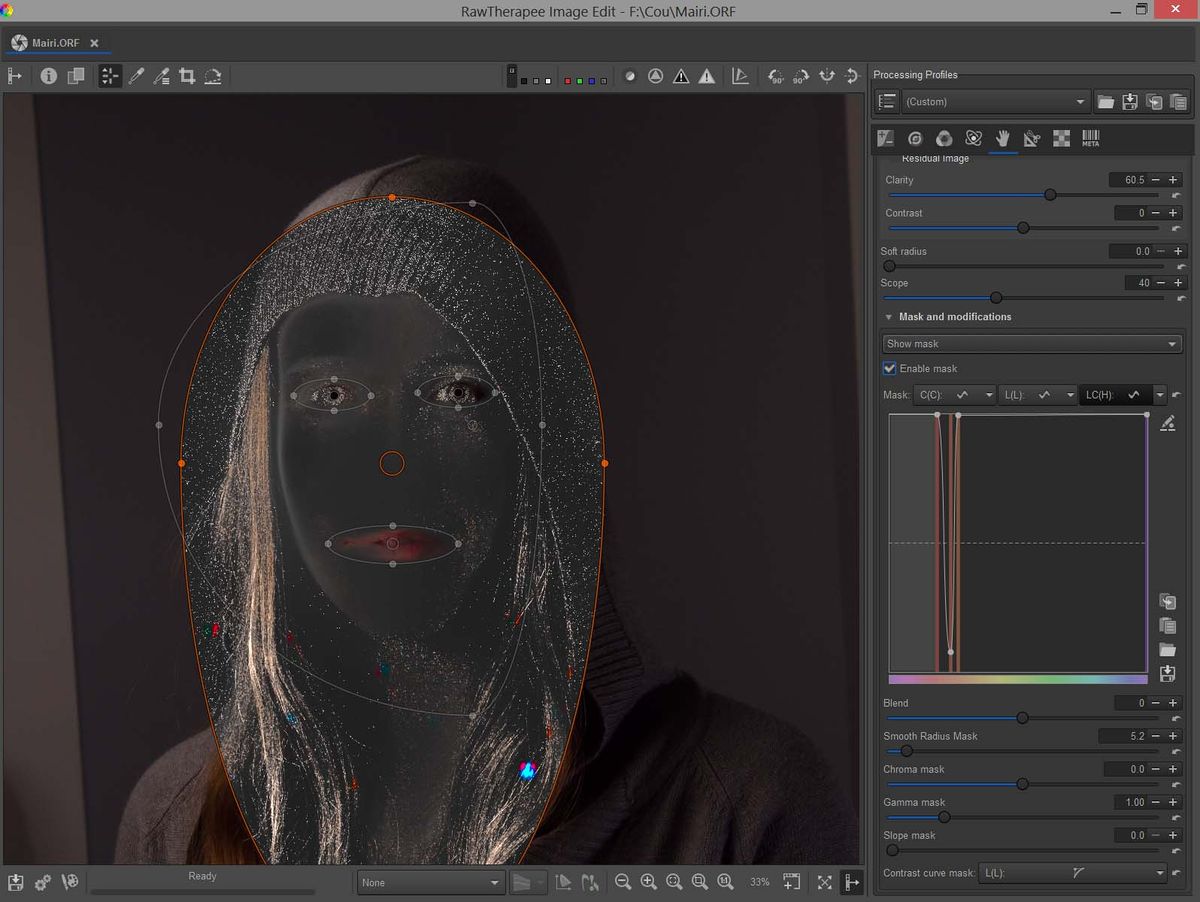 RawTherapee Image Edit - F:\Cou\Mairi.ORF
Mairi.ORF
Processing Profiles
(Custom)
90°
90°
META
Residual Image
Clarity 60.5
Contrast 0
Soft radius 0.0
Scope 40
Mask and modifications
Show mask
Enable mask
Mask: C(C): L(L): LC(H):
Blend 0
Smooth Radius Mask 5.2
Chroma mask 0.0
Gamma mask 1.00
Slope mask 0.0
Contrast curve mask: L(L):
Ready
None
33%